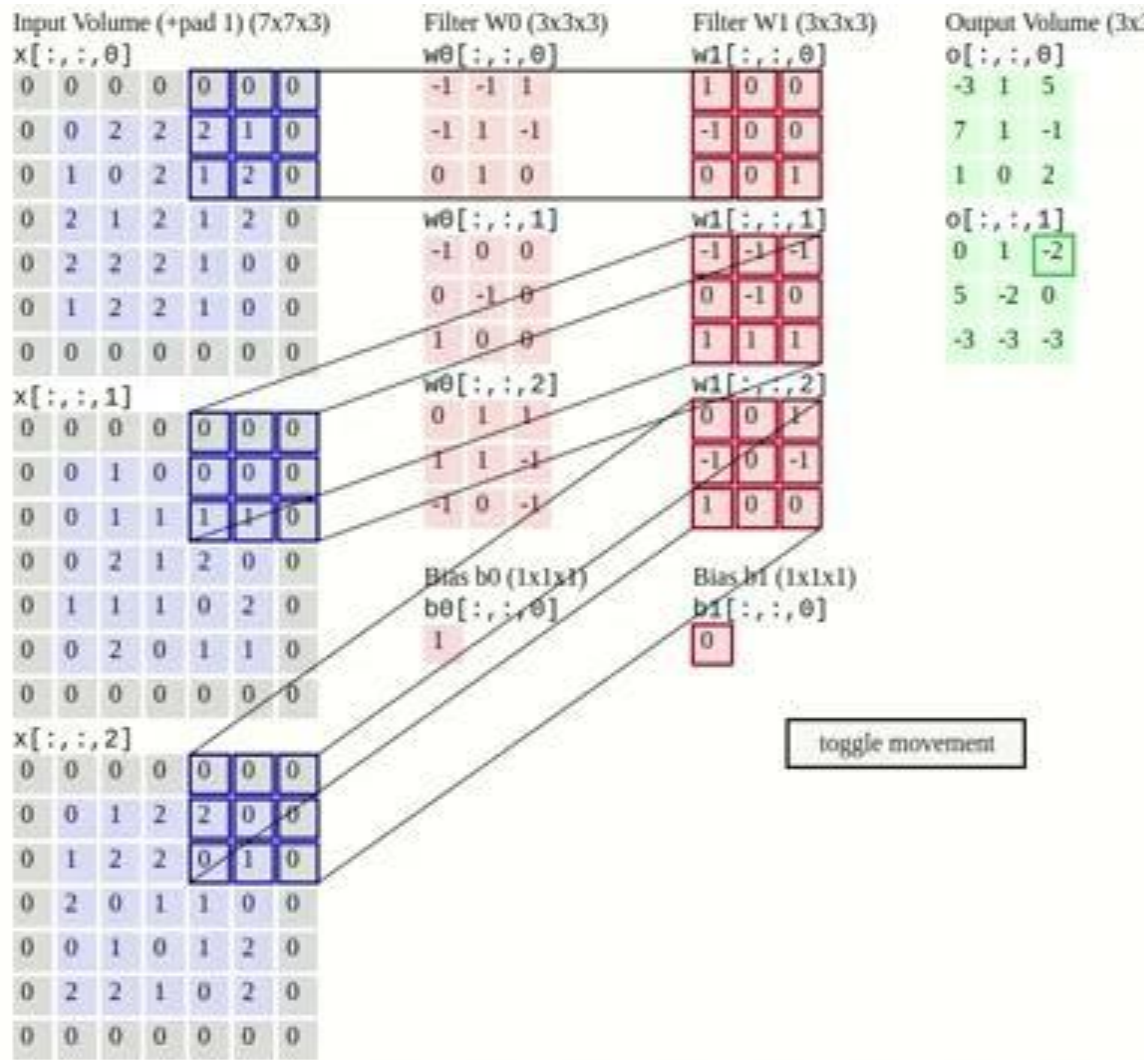 Input Volume (+pad 1) (7x7x3)
x[:,:,0]
0 0 0 0 0 0 0
0 0 2 2 2 1 0
0 1 0 2 1 2 0
0 2 1 2 1 2 0
0 2 2 2 1 0 0
0 1 2 2 1 0 0
0 0 0 0 0 0 0
x[:,:,1]
0 0 0 0 0 0 0
0 0 1 0 0 0 0
0 0 1 1 1 1 0
0 0 2 1 2 0 0
0 1 1 1 0 2 0
0 0 2 0 1 1 0
0 0 0 0 0 0 0
x[:,:,2]
0 0 0 0 0 0 0
0 0 1 2 2 0 0
0 1 2 2 0 1 0
0 2 0 1 1 0 0
0 0 1 0 1 2 0
0 2 2 1 0 2 0
0 0 0 0 0 0 0
Filter W0 (3x3x3)
w0[:,:,0]
-1 -1 1
-1 1 -1
0 1 0
w0[:,:,1]
-1 0 0
0 -1 0
1 0 0
w0[:,:,2]
0 1 1
1 1 -1
-1 0 -1
Bias b0 (1x1x1)
b0[:,:,0]
1
Filter W1 (3x3x3)
w1[:,:,0]
1 0 0
-1 0 0
0 0 1
w1[:,:,1]
-1 -1 -1
0 -1 0
1 1 1
w1[:,:,2]
0 0 1
-1 0 -1
1 0 0
Bias b1 (1x1x1)
b1[:,:,0]
0
Output Volume (3x3
o[:,:,0]
-3 1 5
7 1 -1
1 0 2
o[:,:,1]
0 1 -2
5 -2 0
-3 -3 -3
toggle movement